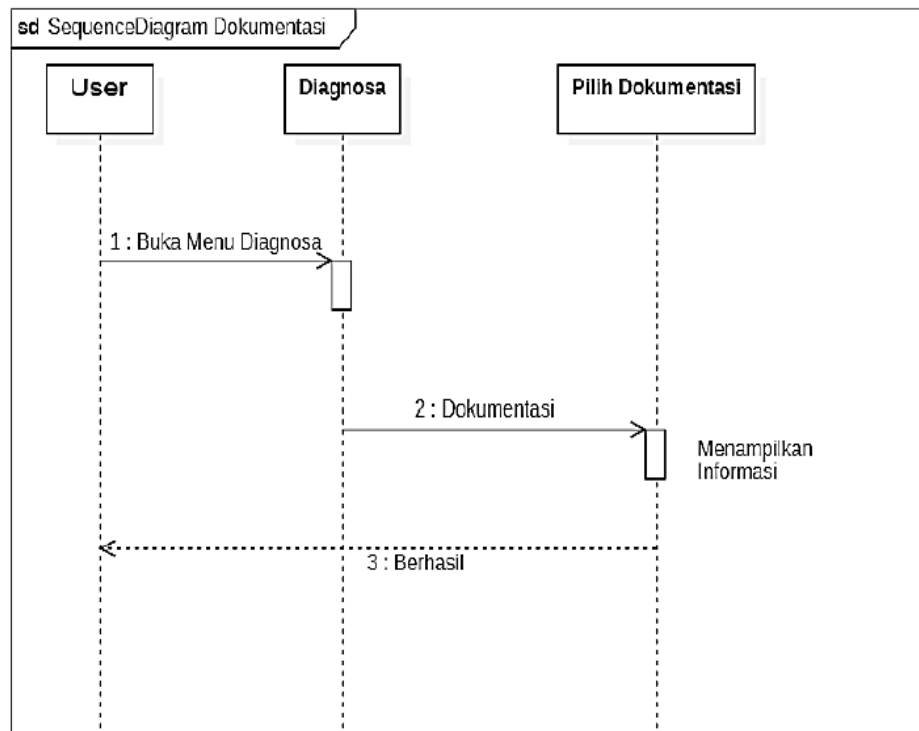 sd SequenceDiagram Dokumentasi
User
Diagnosa
Pilih Dokumentasi
1 : Buka Menu Diagnosa
2 : Dokumentasi
Menampilkan
Informasi
3 : Berhasil